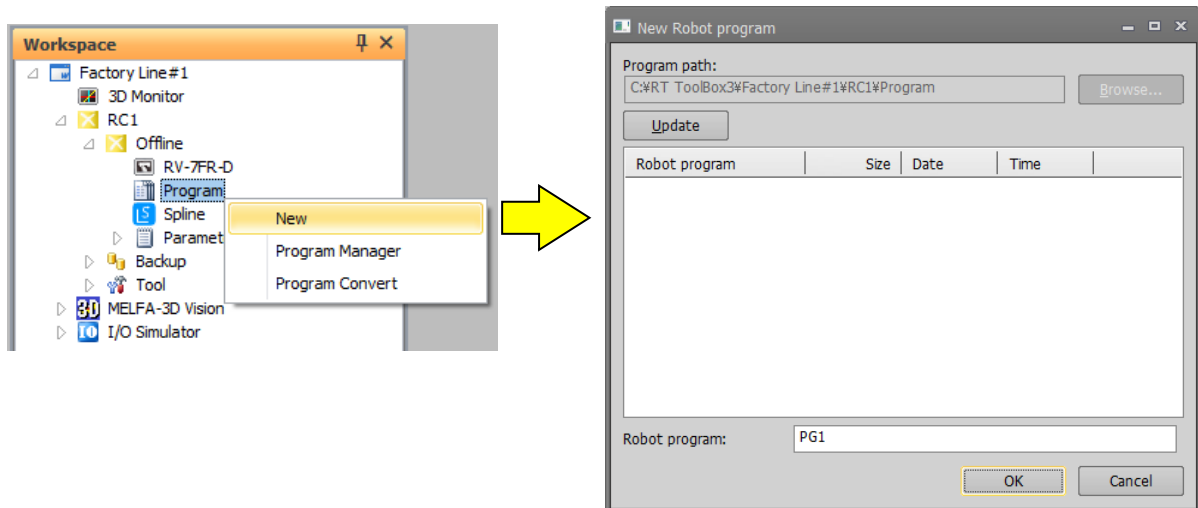 Workspace
Factory Line#1
3D Monitor
RC1
Offline
RV-7FR-D
Program
Spline
Paramet
Backup
Tool
MELFA-3D Vision
I/O Simulator
New
Program Manager
Program Convert
New Robot program
Program path:
C:¥RT ToolBox3¥Factory Line#1¥RC1¥Program
Browse...
Update
Robot program Size Date Time
Robot program: PG1
OK Cancel